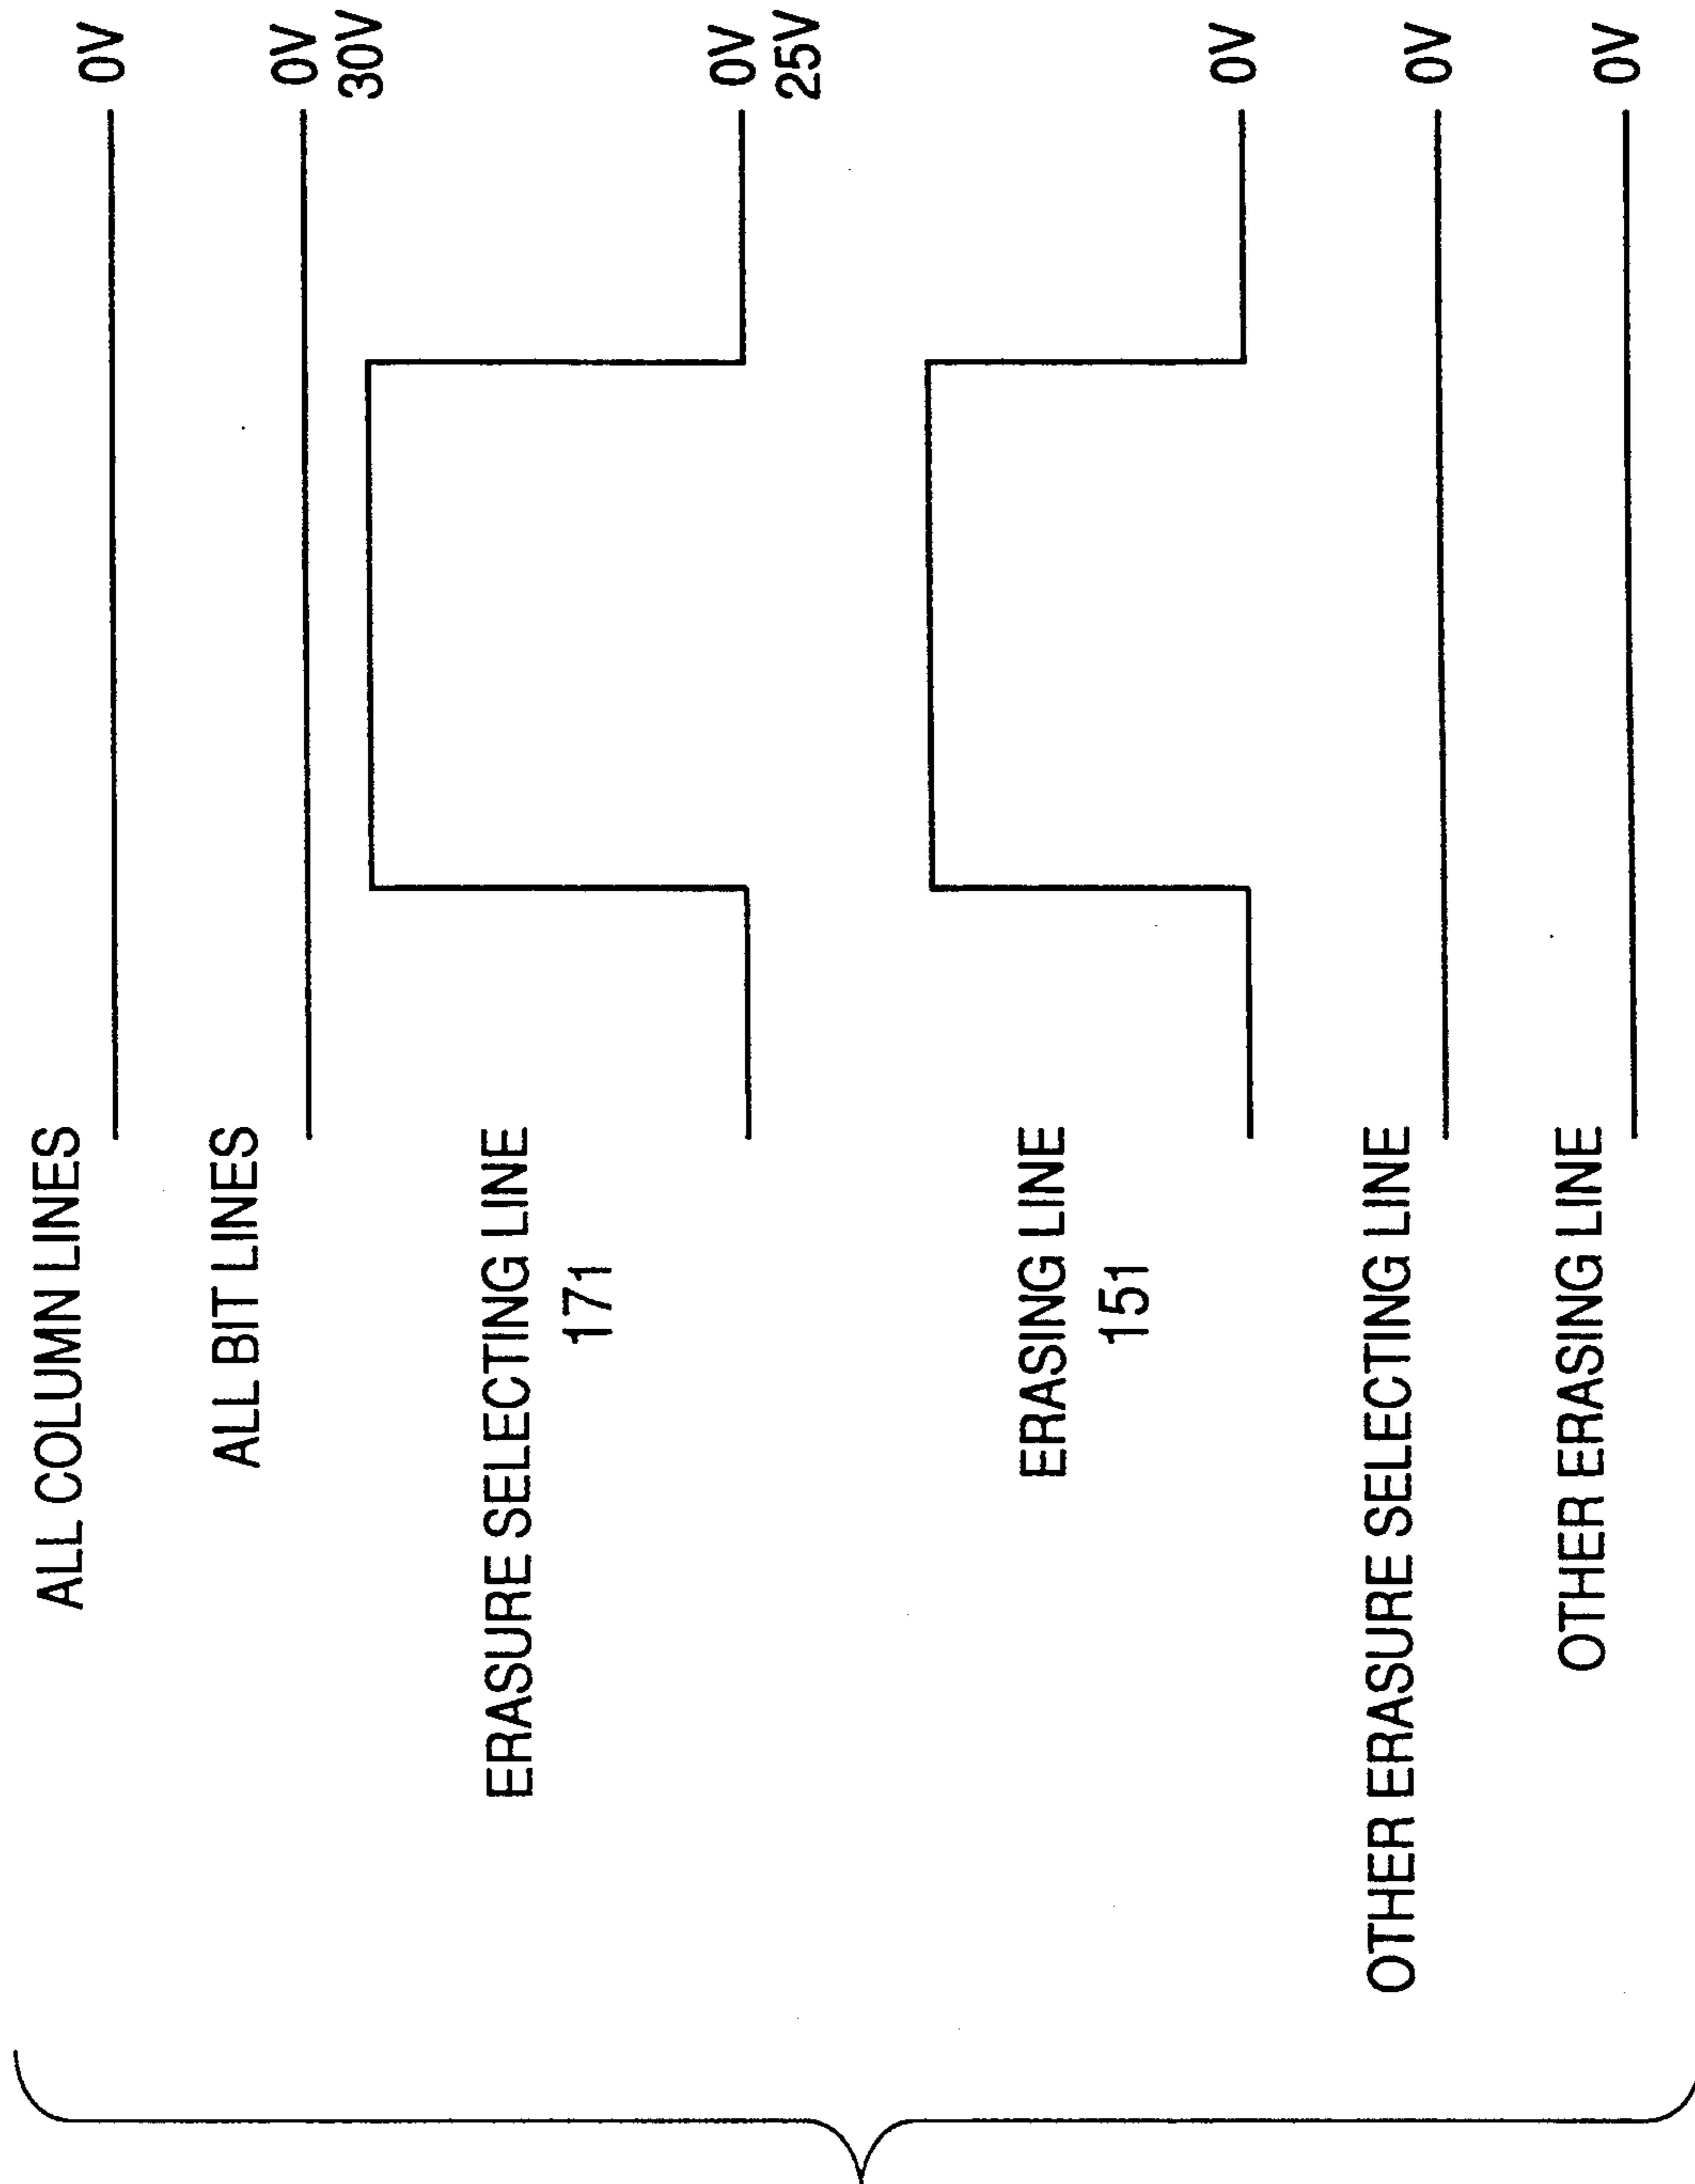 ALL COLUMN LINES 0V
ALL BIT LINES 0V
30V
ERASURE SELECTING LINE
171
0V
25V
ERASING LINE
151
0V
OTHER ERASURE SELECTING LINE 0V
OTHER ERASING LINE 0V